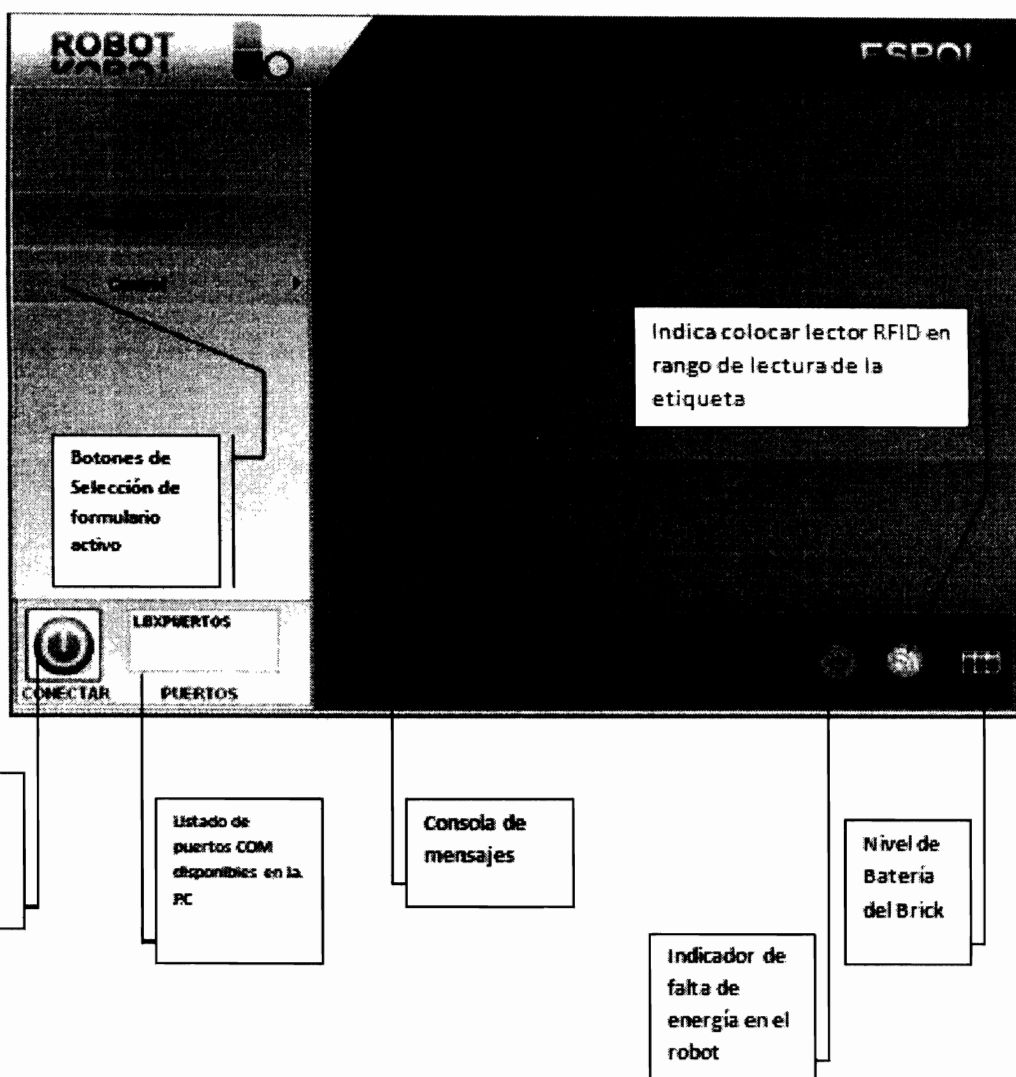 ROBOT
ESPOL
Control
Indica colocar lector RFID en
rango de lectura de la
etiqueta
Botones de
Selección de
formulario
activo
LBXPUERTOS
CONECTAR
PUERTOS
Listado de
puertos COM
disponibles en la
PC
Consola de
mensajes
Nivel de
Batería
del Brick
Indicador de
falta de
energía en el
robot